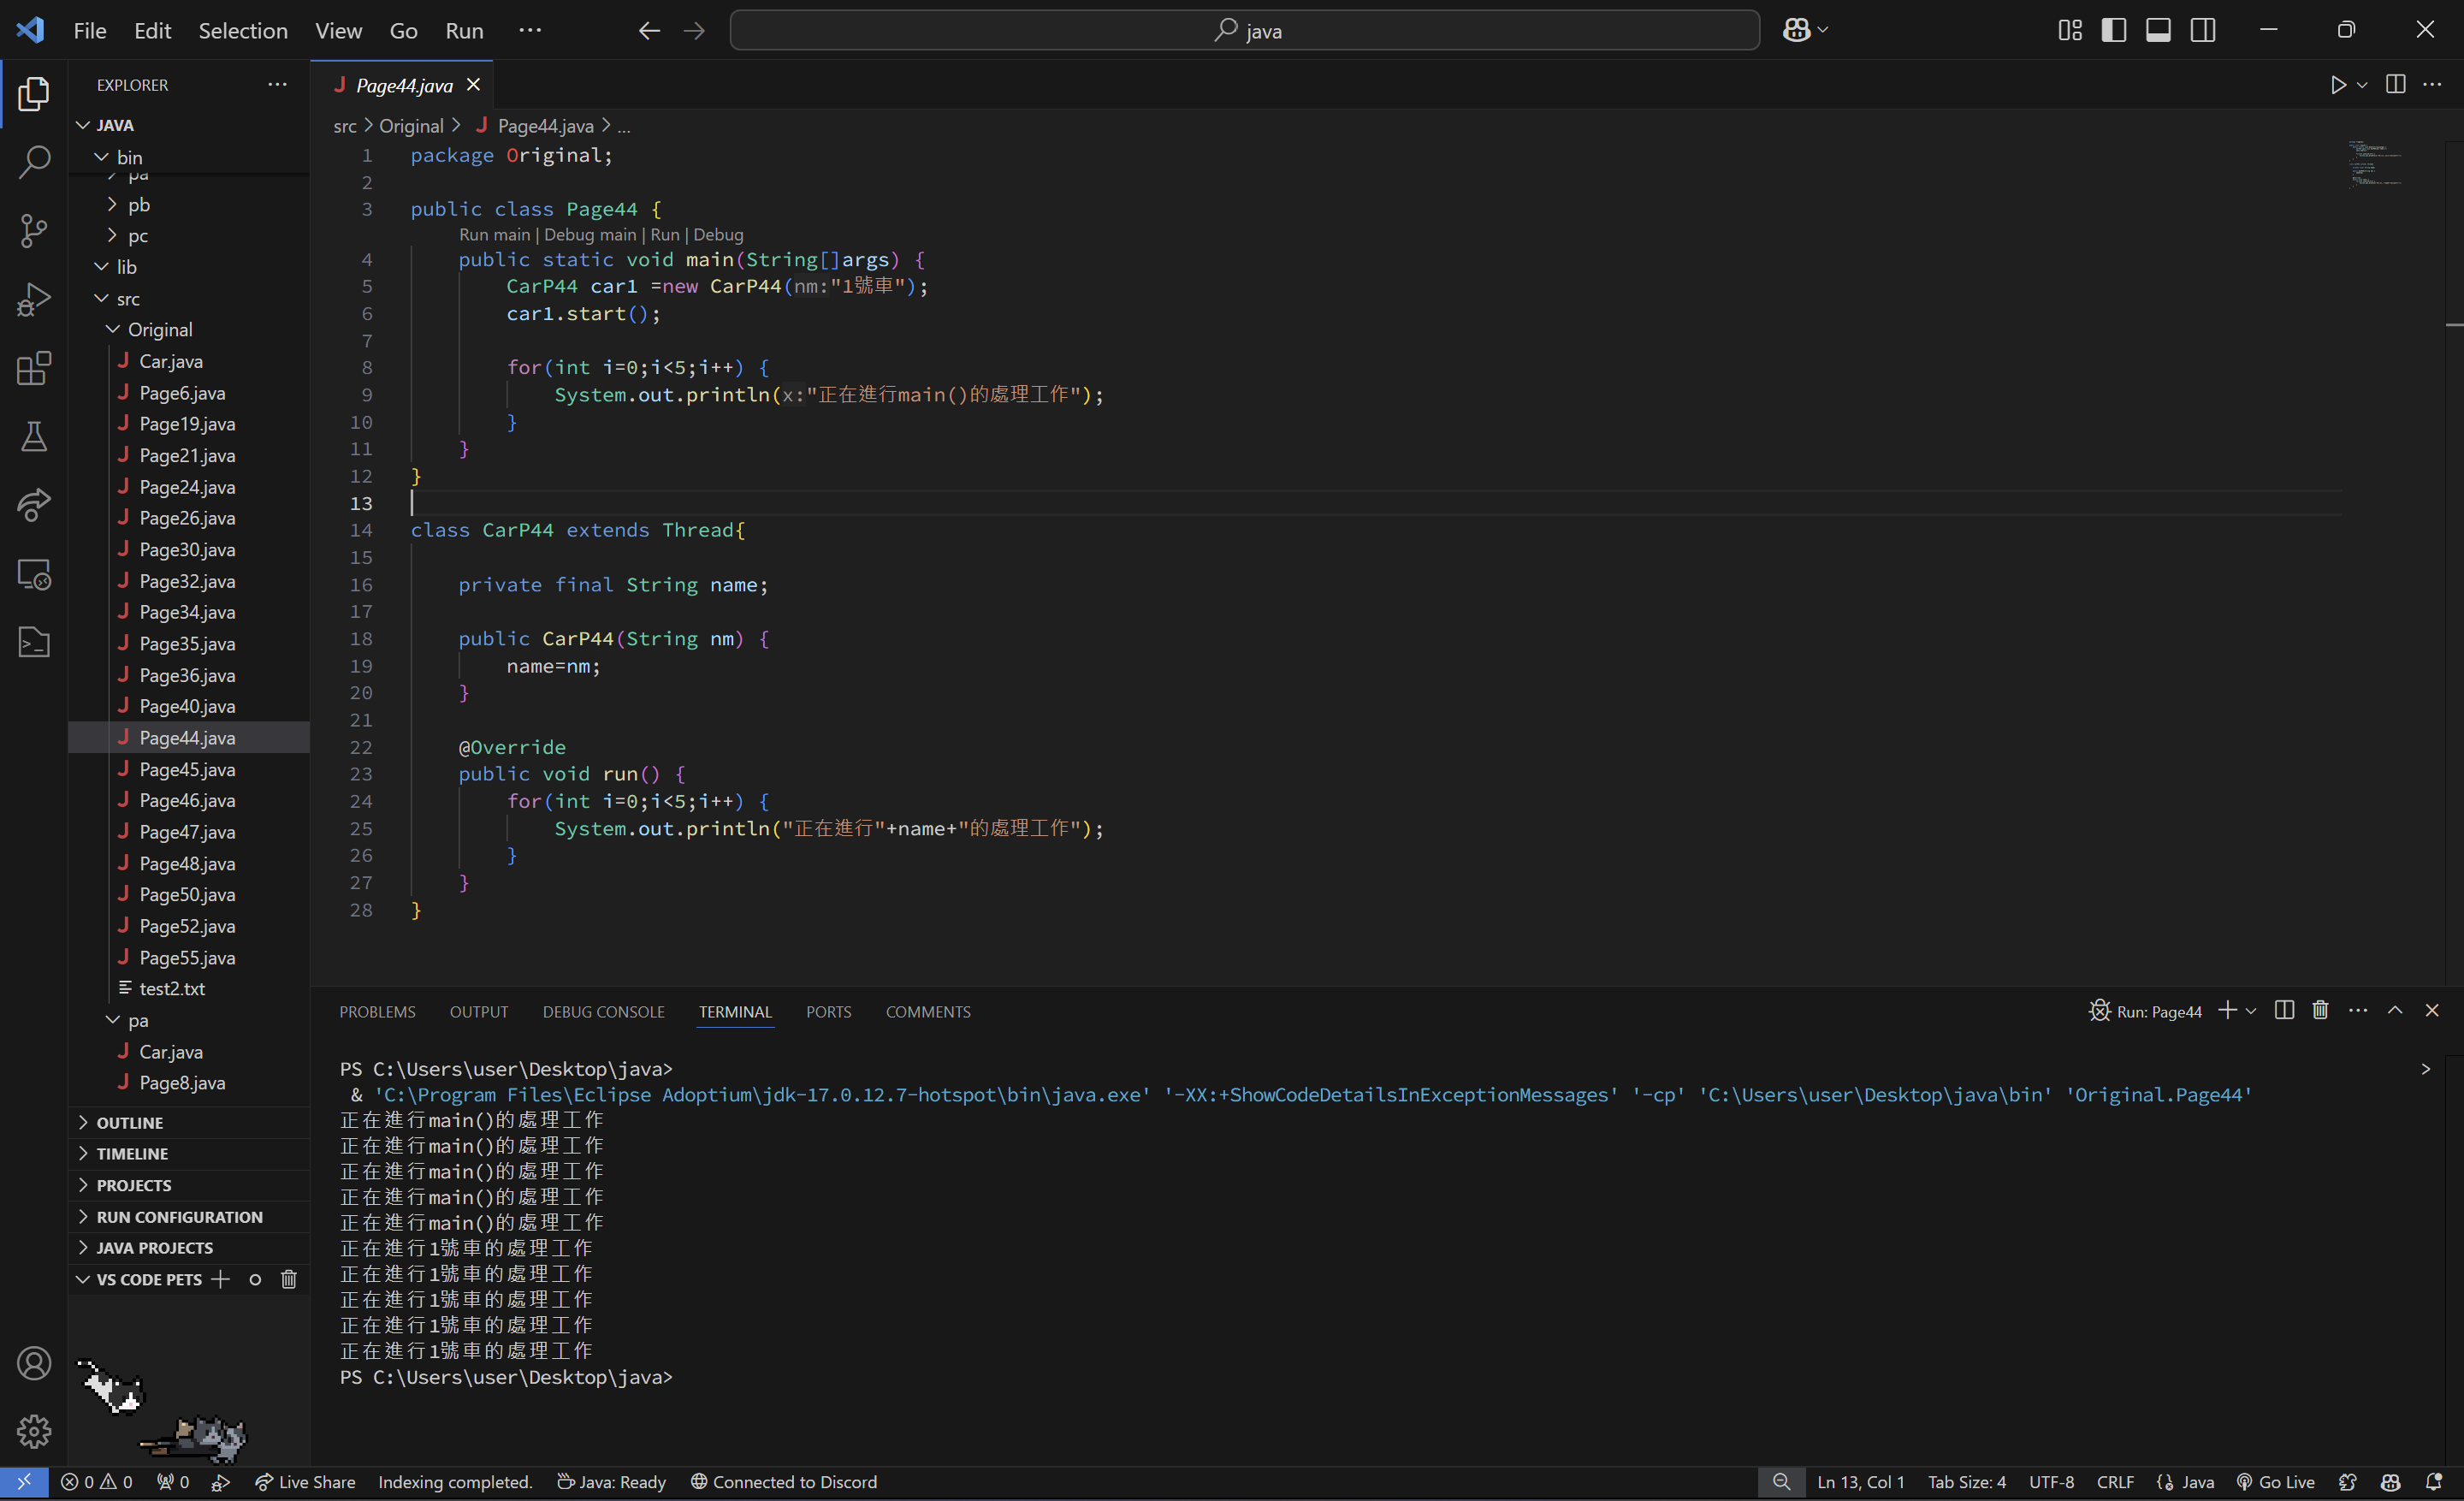 File Edit Selection View Go Run ··· java
EXPLORER ···
JAVA
bin
pa
pb
pc
lib
src
Original
Car.java
Page6.java
Page19.java
Page21.java
Page24.java
Page26.java
Page30.java
Page32.java
Page34.java
Page35.java
Page36.java
Page40.java
Page44.java
Page45.java
Page46.java
Page47.java
Page48.java
Page50.java
Page52.java
Page55.java
test2.txt
pa
Car.java
Page8.java
OUTLINE
TIMELINE
PROJECTS
RUN CONFIGURATION
JAVA PROJECTS
VS CODE PETS
J Page44.java
src > Original > J Page44.java > ...
1 package Original;
2
3 public class Page44 {
Run main | Debug main | Run | Debug
4 public static void main(String[]args) {
5 CarP44 car1 =new CarP44(nm:"1號車");
6 car1.start();
7
8 for(int i=0;i<5;i++) {
9 System.out.println(x:"正在進行main()的處理工作");
10 }
11 }
12 }
13
14 class CarP44 extends Thread{
15
16 private final String name;
17
18 public CarP44(String nm) {
19 name=nm;
20 }
21
22 @Override
23 public void run() {
24 for(int i=0;i<5;i++) {
25 System.out.println("正在進行"+name+"的處理工作");
26 }
27 }
28 }
PROBLEMS OUTPUT DEBUG CONSOLE TERMINAL PORTS COMMENTS Run: Page44
PS C:\Users\user\Desktop\java>
& 'C:\Program Files\Eclipse Adoptium\jdk-17.0.12.7-hotspot\bin\java.exe' '-XX:+ShowCodeDetailsInExceptionMessages' '-cp' 'C:\Users\user\Desktop\java\bin' 'Original.Page44'
正在進行main()的處理工作
正在進行main()的處理工作
正在進行main()的處理工作
正在進行main()的處理工作
正在進行main()的處理工作
正在進行1號車的處理工作
正在進行1號車的處理工作
正在進行1號車的處理工作
正在進行1號車的處理工作
正在進行1號車的處理工作
PS C:\Users\user\Desktop\java>
0 0 0 Live Share Indexing completed. Java: Ready Connected to Discord Ln 13, Col 1 Tab Size: 4 UTF-8 CRLF Java Go Live